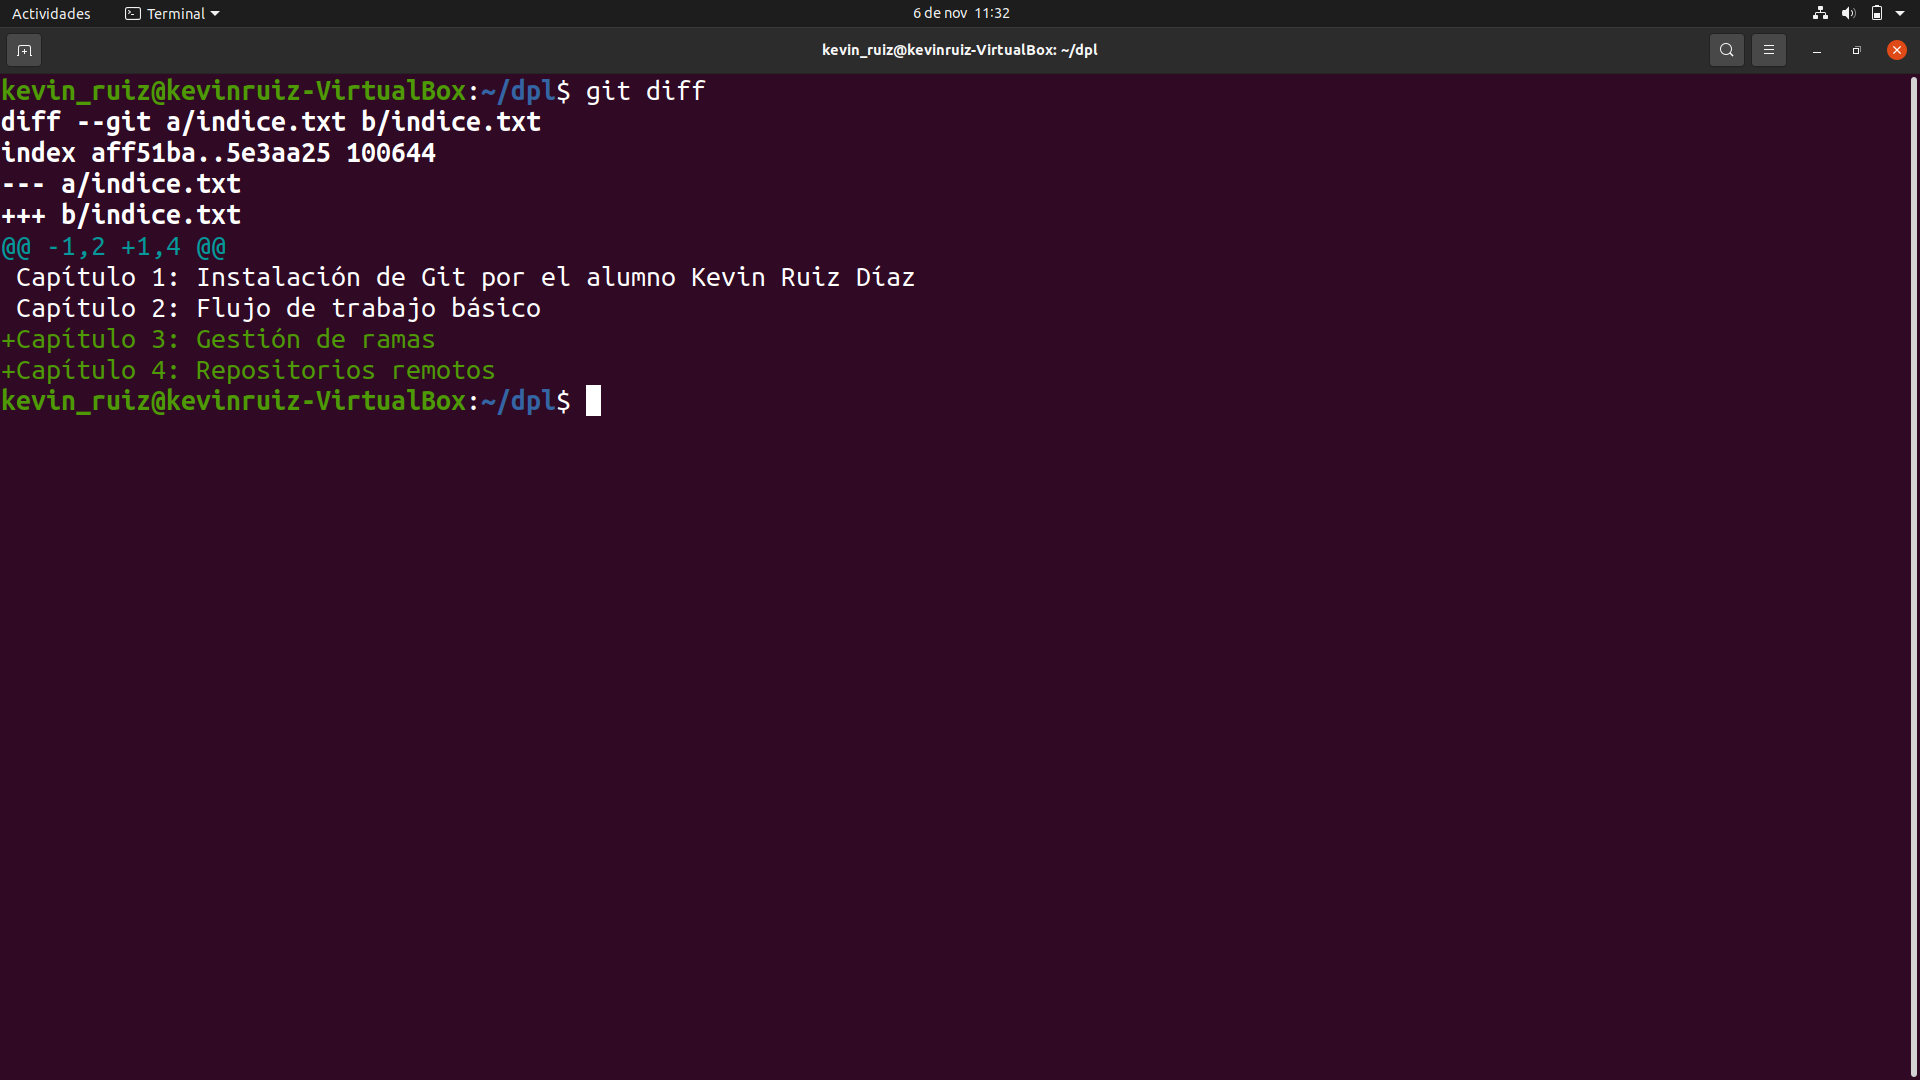 Actividades Terminal 6 de nov 11:32
kevin_ruiz@kevinruiz-VirtualBox: ~/dpl
kevin_ruiz@kevinruiz-VirtualBox:~/dpl$ git diff
diff --git a/indice.txt b/indice.txt
index aff51ba..5e3aa25 100644
--- a/indice.txt
+++ b/indice.txt
@@ -1,2 +1,4 @@
 Capítulo 1: Instalación de Git por el alumno Kevin Ruiz Díaz
 Capítulo 2: Flujo de trabajo básico
+Capítulo 3: Gestión de ramas
+Capítulo 4: Repositorios remotos
kevin_ruiz@kevinruiz-VirtualBox:~/dpl$